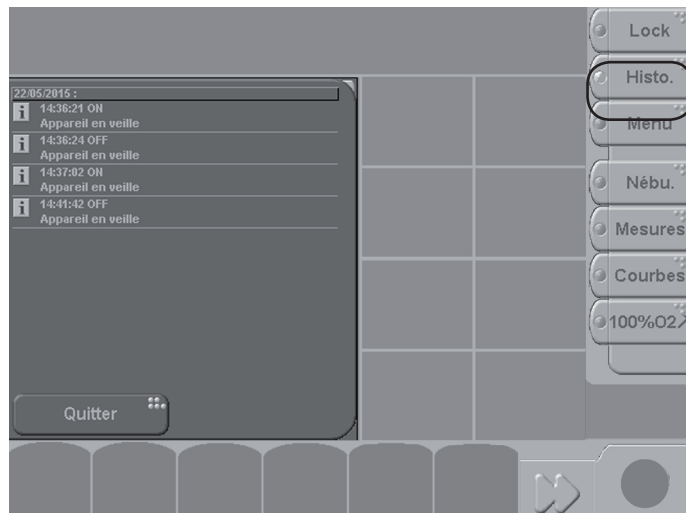 Lock
Histo.
Menu
Nébu.
Mesures
Courbes
100%O2
22/05/2015 :
14:36:21 ON
Appareil en veille
14:36:24 OFF
Appareil en veille
14:37:02 ON
Appareil en veille
14:41:42 OFF
Appareil en veille
Quitter